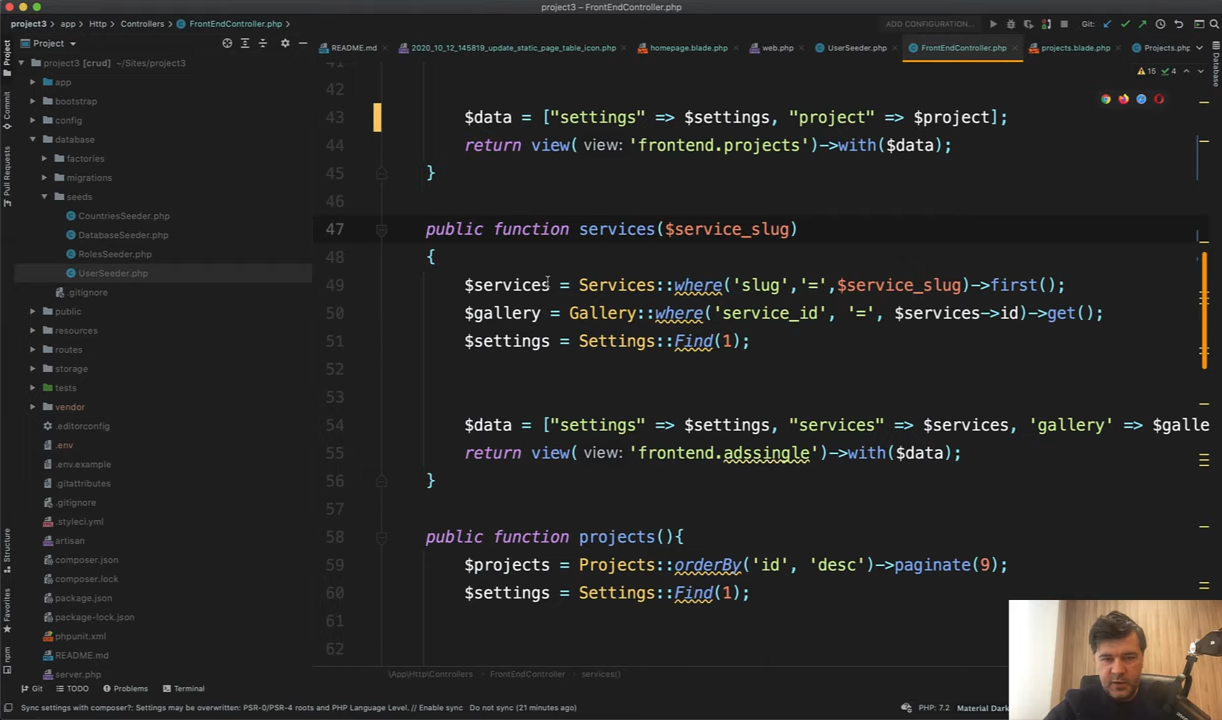 project3 – FrontEndController.php
project3 › app › Http › Controllers › FrontEndController.php ›
ADD CONFIGURATION...
Git:
Project
README.md
2020_10_12_145819_update_static_page_table_icon.php
homepage.blade.php
web.php
UserSeeder.php
FrontEndController.php
projects.blade.php
Projects.php
15 4
project3 [crud] ~/Sites/project3
app
bootstrap
config
database
factories
migrations
seeds
CountriesSeeder.php
DatabaseSeeder.php
RolesSeeder.php
UserSeeder.php
.gitignore
public
resources
routes
storage
tests
vendor
.editorconfig
.env
.env.example
.gitattributes
.gitignore
.styleci.yml
artisan
composer.json
composer.lock
package.json
package-lock.json
phpunit.xml
README.md
server.php
Project
Commit
Pull Requests
Structure
Favorites
npm
Database
41
42
43 $data = ["settings" => $settings, "project" => $project];
44 return view( view: 'frontend.projects')->with($data);
45 }
46
47 public function services($service_slug)
48 {
49 $services = Services::where('slug','=',$service_slug)->first();
50 $gallery = Gallery::where('service_id', '=', $services->id)->get();
51 $settings = Settings::Find(1);
52
53
54 $data = ["settings" => $settings, "services" => $services, 'gallery' => $galle
55 return view( view: 'frontend.adssingle')->with($data);
56 }
57
58 public function projects(){
59 $projects = Projects::orderBy('id', 'desc')->paginate(9);
60 $settings = Settings::Find(1);
61
62
\App\Http\Controllers › FrontEndController › services()
Git TODO Problems Terminal
Sync settings with composer?: Settings may be overwritten: PSR-0/PSR-4 roots and PHP Language Level. // Enable sync Do not sync (21 minutes ago)
PHP: 7.2 Material Dark